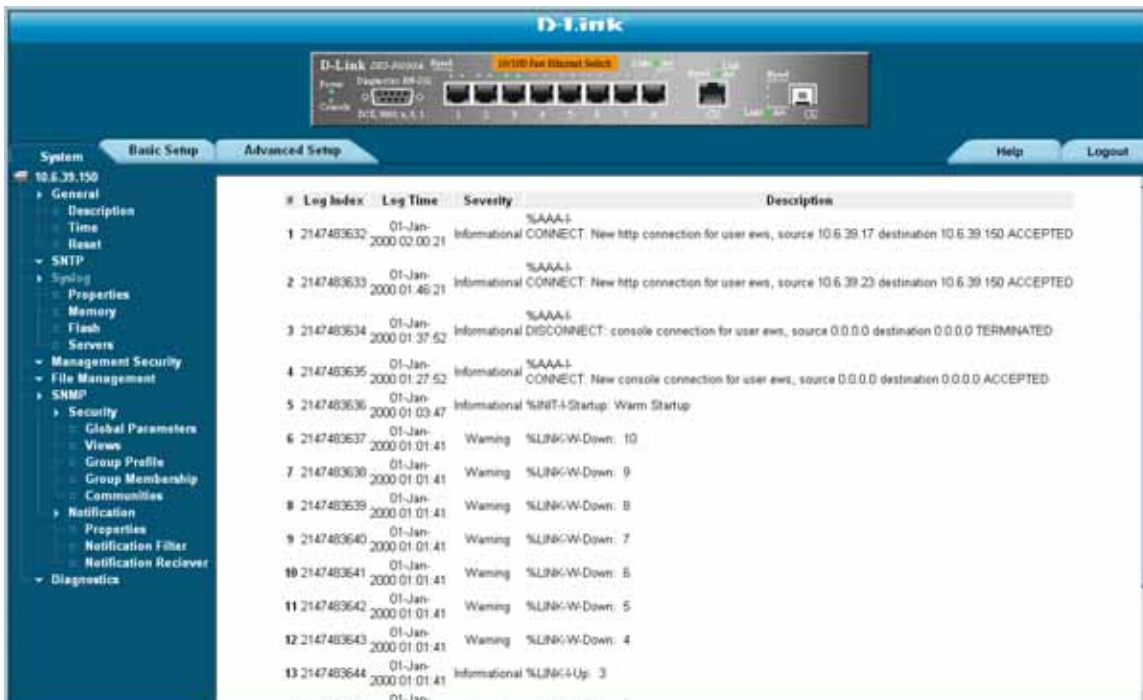 D-Link
D-Link
10/100 Fast Ethernet Switch
Console
1 2 3 4 5 6 7 8
System
Basic Setup
Advanced Setup
Help
Logout
10.6.39.150
General
Description
Time
Reset
SNTP
Syslog
Properties
Memory
Flash
Servers
Management Security
File Management
SNMP
Security
Global Parameters
Views
Group Profile
Group Membership
Communities
Notification
Properties
Notification Filter
Notification Reciever
Diagnostics
# Log Index Log Time Severity Description
1 2147483632 01-Jan-2000 02:00:21 Informational %AAA-I-CONNECT: New http connection for user ews, source 10.6.39.17 destination 10.6.39.150 ACCEPTED
2 2147483633 01-Jan-2000 01:46:21 Informational %AAA-I-CONNECT: New http connection for user ews, source 10.6.39.23 destination 10.6.39.150 ACCEPTED
3 2147483634 01-Jan-2000 01:37:52 Informational %AAA-I-DISCONNECT: console connection for user ews, source 0.0.0.0 destination 0.0.0.0 TERMINATED
4 2147483635 01-Jan-2000 01:27:52 Informational %AAA-I-CONNECT: New console connection for user ews, source 0.0.0.0 destination 0.0.0.0 ACCEPTED
5 2147483636 01-Jan-2000 01:03:47 Informational %INIT-I-Startup: Warm Startup
6 2147483637 01-Jan-2000 01:01:41 Warning %LINK-W-Down: 10
7 2147483638 01-Jan-2000 01:01:41 Warning %LINK-W-Down: 9
8 2147483639 01-Jan-2000 01:01:41 Warning %LINK-W-Down: 8
9 2147483640 01-Jan-2000 01:01:41 Warning %LINK-W-Down: 7
10 2147483641 01-Jan-2000 01:01:41 Warning %LINK-W-Down: 6
11 2147483642 01-Jan-2000 01:01:41 Warning %LINK-W-Down: 5
12 2147483643 01-Jan-2000 01:01:41 Warning %LINK-W-Down: 4
13 2147483644 01-Jan-2000 01:01:41 Informational %LINK-I-Up: 3
01-Jan-